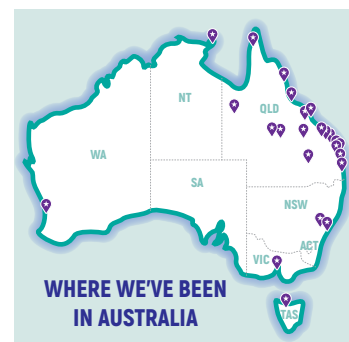 NT
QLD
WA
SA
NSW
ACT
VIC
TAS
WHERE WE'VE BEEN
IN AUSTRALIA